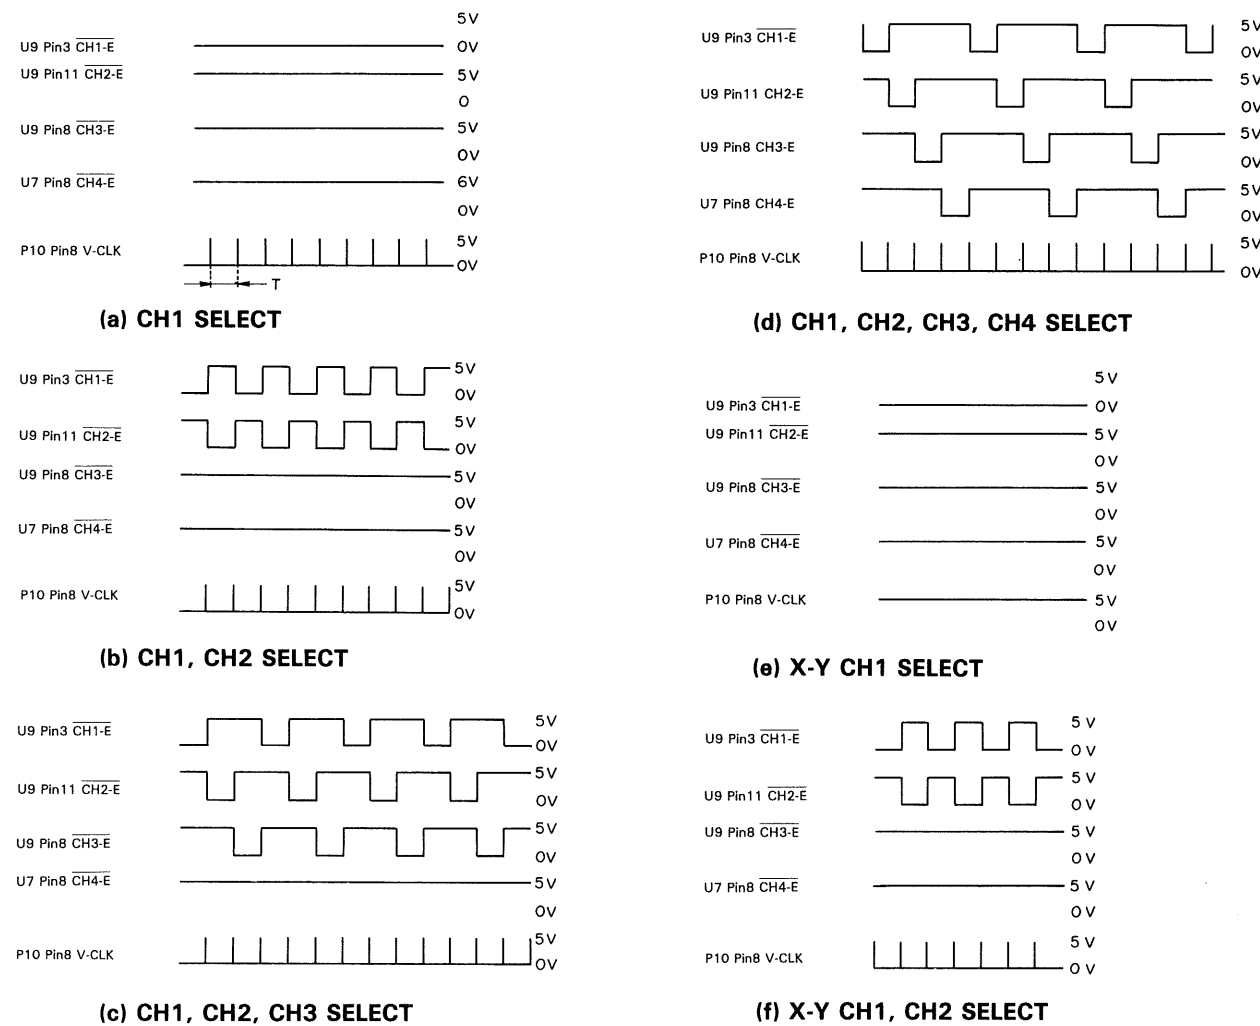 5V
U9 Pin3 CH1-E
0V
U9 Pin11 CH2-E
5V
0
U9 Pin8 CH3-E
5V
0V
U7 Pin8 CH4-E
6V
0V
P10 Pin8 V-CLK
5V
0V
T
(a) CH1 SELECT
U9 Pin3 CH1-E
5V
0V
U9 Pin11 CH2-E
5V
0V
U9 Pin8 CH3-E
5V
0V
U7 Pin8 CH4-E
5V
0V
P10 Pin8 V-CLK
5V
0V
(b) CH1, CH2 SELECT
U9 Pin3 CH1-E
5V
0V
U9 Pin11 CH2-E
5V
0V
U9 Pin8 CH3-E
5V
0V
U7 Pin8 CH4-E
5V
0V
P10 Pin8 V-CLK
5V
0V
(c) CH1, CH2, CH3 SELECT
U9 Pin3 CH1-E
5V
0V
U9 Pin11 CH2-E
5V
0V
U9 Pin8 CH3-E
5V
0V
U7 Pin8 CH4-E
5V
0V
P10 Pin8 V-CLK
5V
0V
(d) CH1, CH2, CH3, CH4 SELECT
5V
U9 Pin3 CH1-E
0V
U9 Pin11 CH2-E
5V
0V
U9 Pin8 CH3-E
5V
0V
U7 Pin8 CH4-E
5V
0V
P10 Pin8 V-CLK
5V
0V
(e) X-Y CH1 SELECT
U9 Pin3 CH1-E
5V
0V
U9 Pin11 CH2-E
5V
0V
U9 Pin8 CH3-E
5V
0V
U7 Pin8 CH4-E
5V
0V
P10 Pin8 V-CLK
5V
0V
(f) X-Y CH1, CH2 SELECT